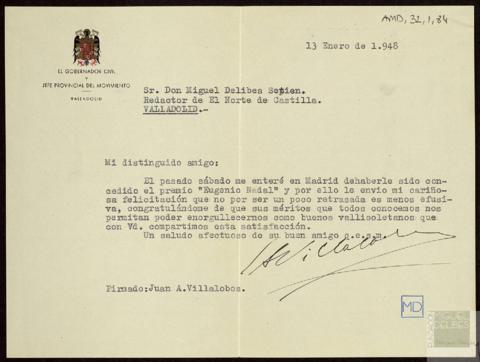 AMD, 32, 1, 84
13 Enero de 1.948
EL GOBERNADOR CIVIL
Y
JEFE PROVINCIAL DEL MOVIMIENTO
VALLADOLID
Sr. Don Miguel Delibes Setien.
Redactor de El Norte de Castilla.
VALLADOLID.-
Mi distinguido amigo:
El pasado sábado me enteré en Madrid dehaberle sido con-
cedido el premio "Eugenio Nadal" y por ello le envio mi cariño-
sa felicitación que no por ser un poco retrasada es menos efusi-
va, congratulándome de que sus méritos que todos conocemos nos
permitan poder enorgullecernos como buenos vallisoletanos que
con Vd. compartimos esta satisfacción.
Un saludo afectuoso de su buen amigo q.e.s.m.
JAVillalobos
Firmado:Juan A.Villalobos.
MD
MIGUEL
DELIBES